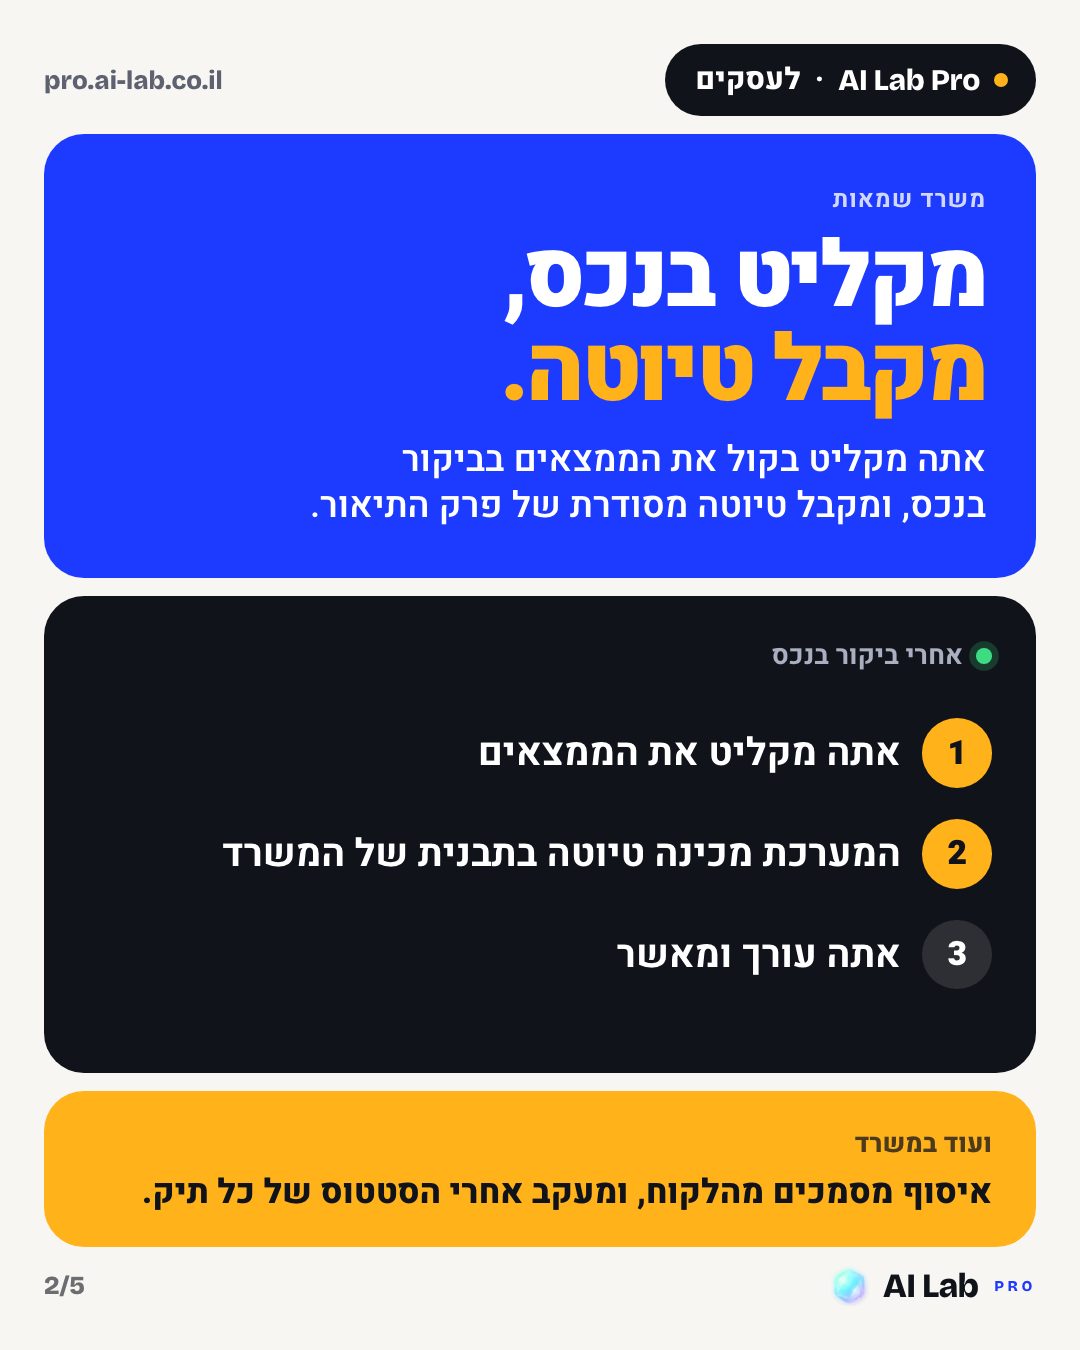 AI Lab Pro · לעסקים
pro.ai-lab.co.il
משרד שמאות
מקליט בנכס,
מקבל טיוטה.
אתה מקליט בקול את הממצאים בביקור
בנכס, ומקבל טיוטה מסודרת של פרק התיאור.
אחרי ביקור בנכס
1 אתה מקליט את הממצאים
2 המערכת מכינה טיוטה בתבנית של המשרד
3 אתה עורך ומאשר
ועוד במשרד
איסוף מסמכים מהלקוח, ומעקב אחרי הסטטוס של כל תיק.
AI Lab PRO
2/5